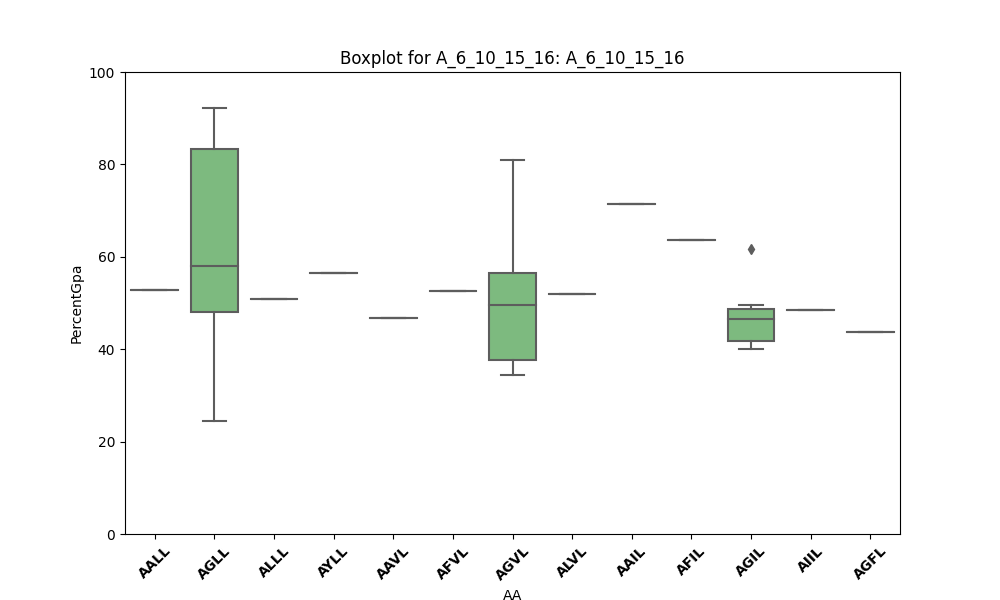 Boxplot for A_6_10_15_16: A_6_10_15_16
100
80
60
40
20
0
PercentGpa
AALL AGLL ALLL AYLL AAVL AFVL AGVL ALVL AAIL AFIL AGIL AIIL AGFL
AA